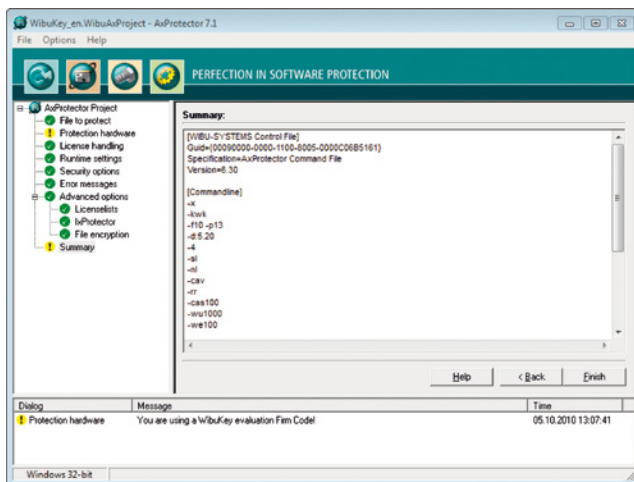 WibuKey_en.WibuAxProject - AxProtector 7.1
File Options Help
PERFECTION IN SOFTWARE PROTECTION
AxProtector Project
File to protect
Protection hardware
License handling
Runtime settings
Security options
Error messages
Advanced options
Licenselists
IxProtector
File encryption
Summary
Summary:
[WIBU-SYSTEMS Control File]
Guid={00090000-0000-1100-8005-0000C06B5161}
Specification=AxProtector Command File
Version=6.30
[Commandline]
-x
-kwk
-f10 -p13
-d:5.20
-4
-sl
-nl
-cav
-rr
-cas100
-wu1000
-we100
Help
< Back
Finish
Dialog Message Time
Protection hardware You are using a WibuKey evaluation Firm Code! 05.10.2010 13:07:41
Windows 32-bit